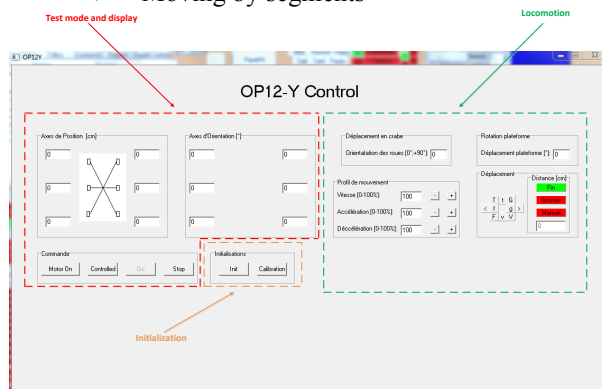 Moving by segments
Test mode and display
Locomotion
OP12Y
OP12-Y Control
Axes de Position [cm]
Axes d'Orientation [°]
Déplacement en crabe
Rotation plateforme
0 0 0 0
Orientatation des roues [0°;+90°]: 0
Déplacement plateforme [°]: 0
Profil de mouvement
Déplacement
Distance [cm]
0 0 0 0
Vitesse [0-100%]: 100 - +
Fin
T t G
Grossier
Accélération [0-100%]: 100 - +
< f g >
Manuel
F v V
0 0 0 0
Décélération [0-100%]: 100 - +
0
Commande
Initialisations
Motor On Controlled Go Stop
Init Calibration
Initialization